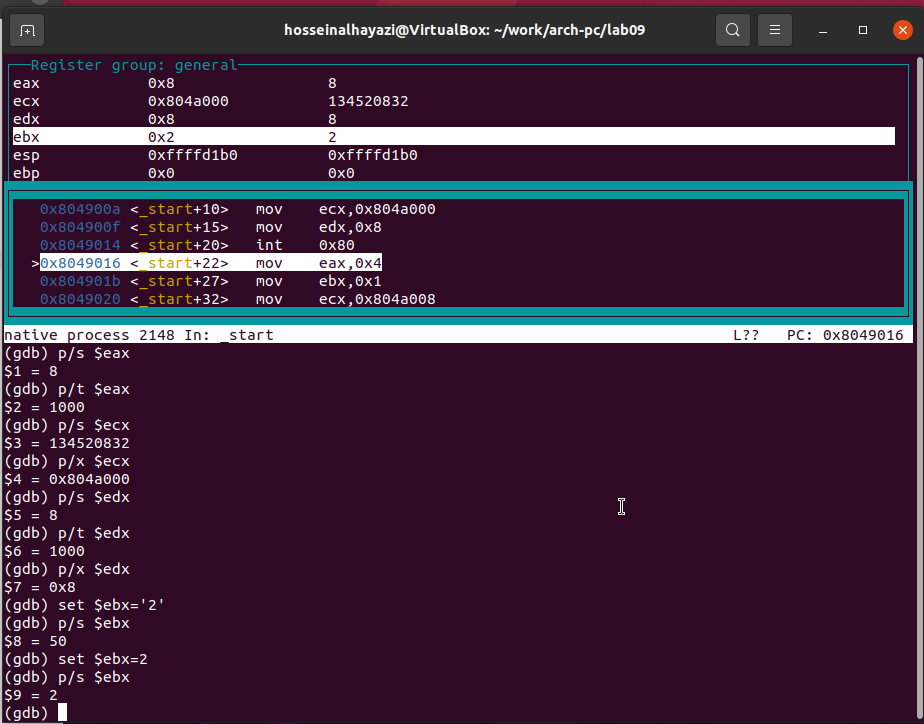 hosseinalhayazi@VirtualBox: ~/work/arch-pc/lab09
Register group: general
eax 0x8 8
ecx 0x804a000 134520832
edx 0x8 8
ebx 0x2 2
esp 0xffffd1b0 0xffffd1b0
ebp 0x0 0x0
0x804900a <_start+10> mov ecx,0x804a000
0x804900f <_start+15> mov edx,0x8
0x8049014 <_start+20> int 0x80
>0x8049016 <_start+22> mov eax,0x4
0x804901b <_start+27> mov ebx,0x1
0x8049020 <_start+32> mov ecx,0x804a008
native process 2148 In: _start L?? PC: 0x8049016
(gdb) p/s $eax
$1 = 8
(gdb) p/t $eax
$2 = 1000
(gdb) p/s $ecx
$3 = 134520832
(gdb) p/x $ecx
$4 = 0x804a000
(gdb) p/s $edx
$5 = 8
(gdb) p/t $edx
$6 = 1000
(gdb) p/x $edx
$7 = 0x8
(gdb) set $ebx='2'
(gdb) p/s $ebx
$8 = 50
(gdb) set $ebx=2
(gdb) p/s $ebx
$9 = 2
(gdb)